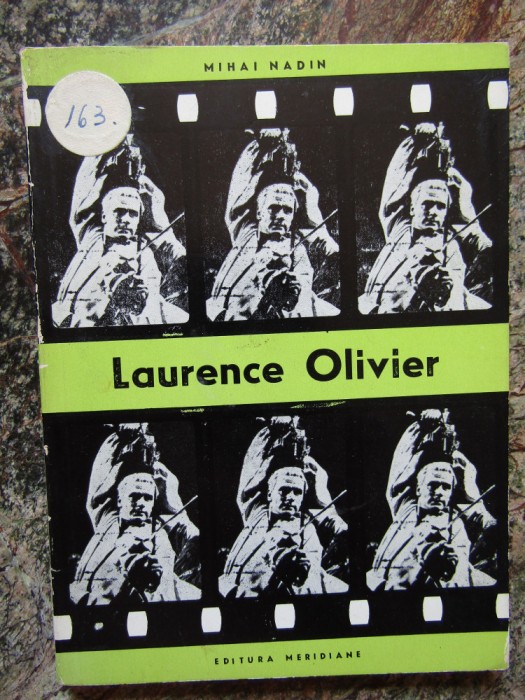 MIHAI NADIN
163.
Laurence Olivier
EDITURA MERIDIANE